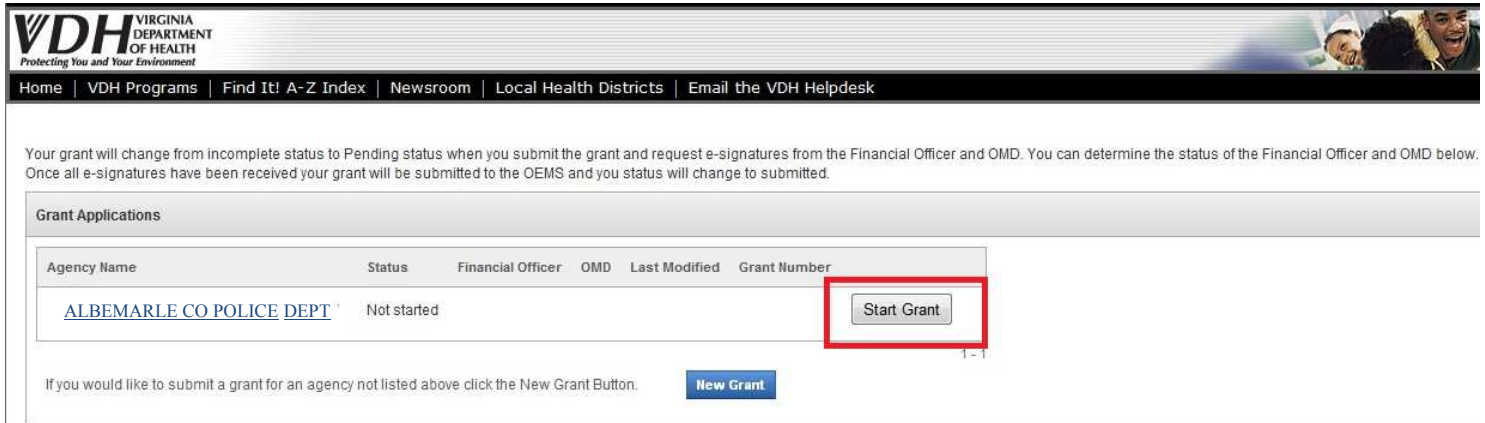 VDH VIRGINIA
DEPARTMENT
OF HEALTH
Protecting You and Your Environment
Home | VDH Programs | Find It! A-Z Index | Newsroom | Local Health Districts | Email the VDH Helpdesk
Your grant will change from incomplete status to Pending status when you submit the grant and request e-signatures from the Financial Officer and OMD. You can determine the status of the Financial Officer and OMD below.
Once all e-signatures have been received your grant will be submitted to the OEMS and you status will change to submitted.
Grant Applications
Agency Name Status Financial Officer OMD Last Modified Grant Number
ALBEMARLE CO POLICE DEPT Not started Start Grant
1 - 1
If you would like to submit a grant for an agency not listed above click the New Grant Button. New Grant